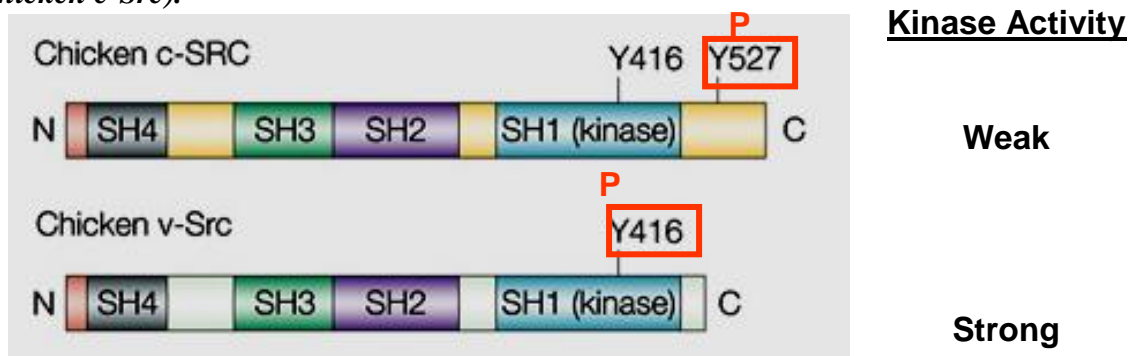 Kinase Activity
P
Chicken c-SRC Y416 Y527
N SH4 SH3 SH2 SH1 (kinase) C
Weak
P
Chicken v-Src Y416
N SH4 SH3 SH2 SH1 (kinase) C
Strong